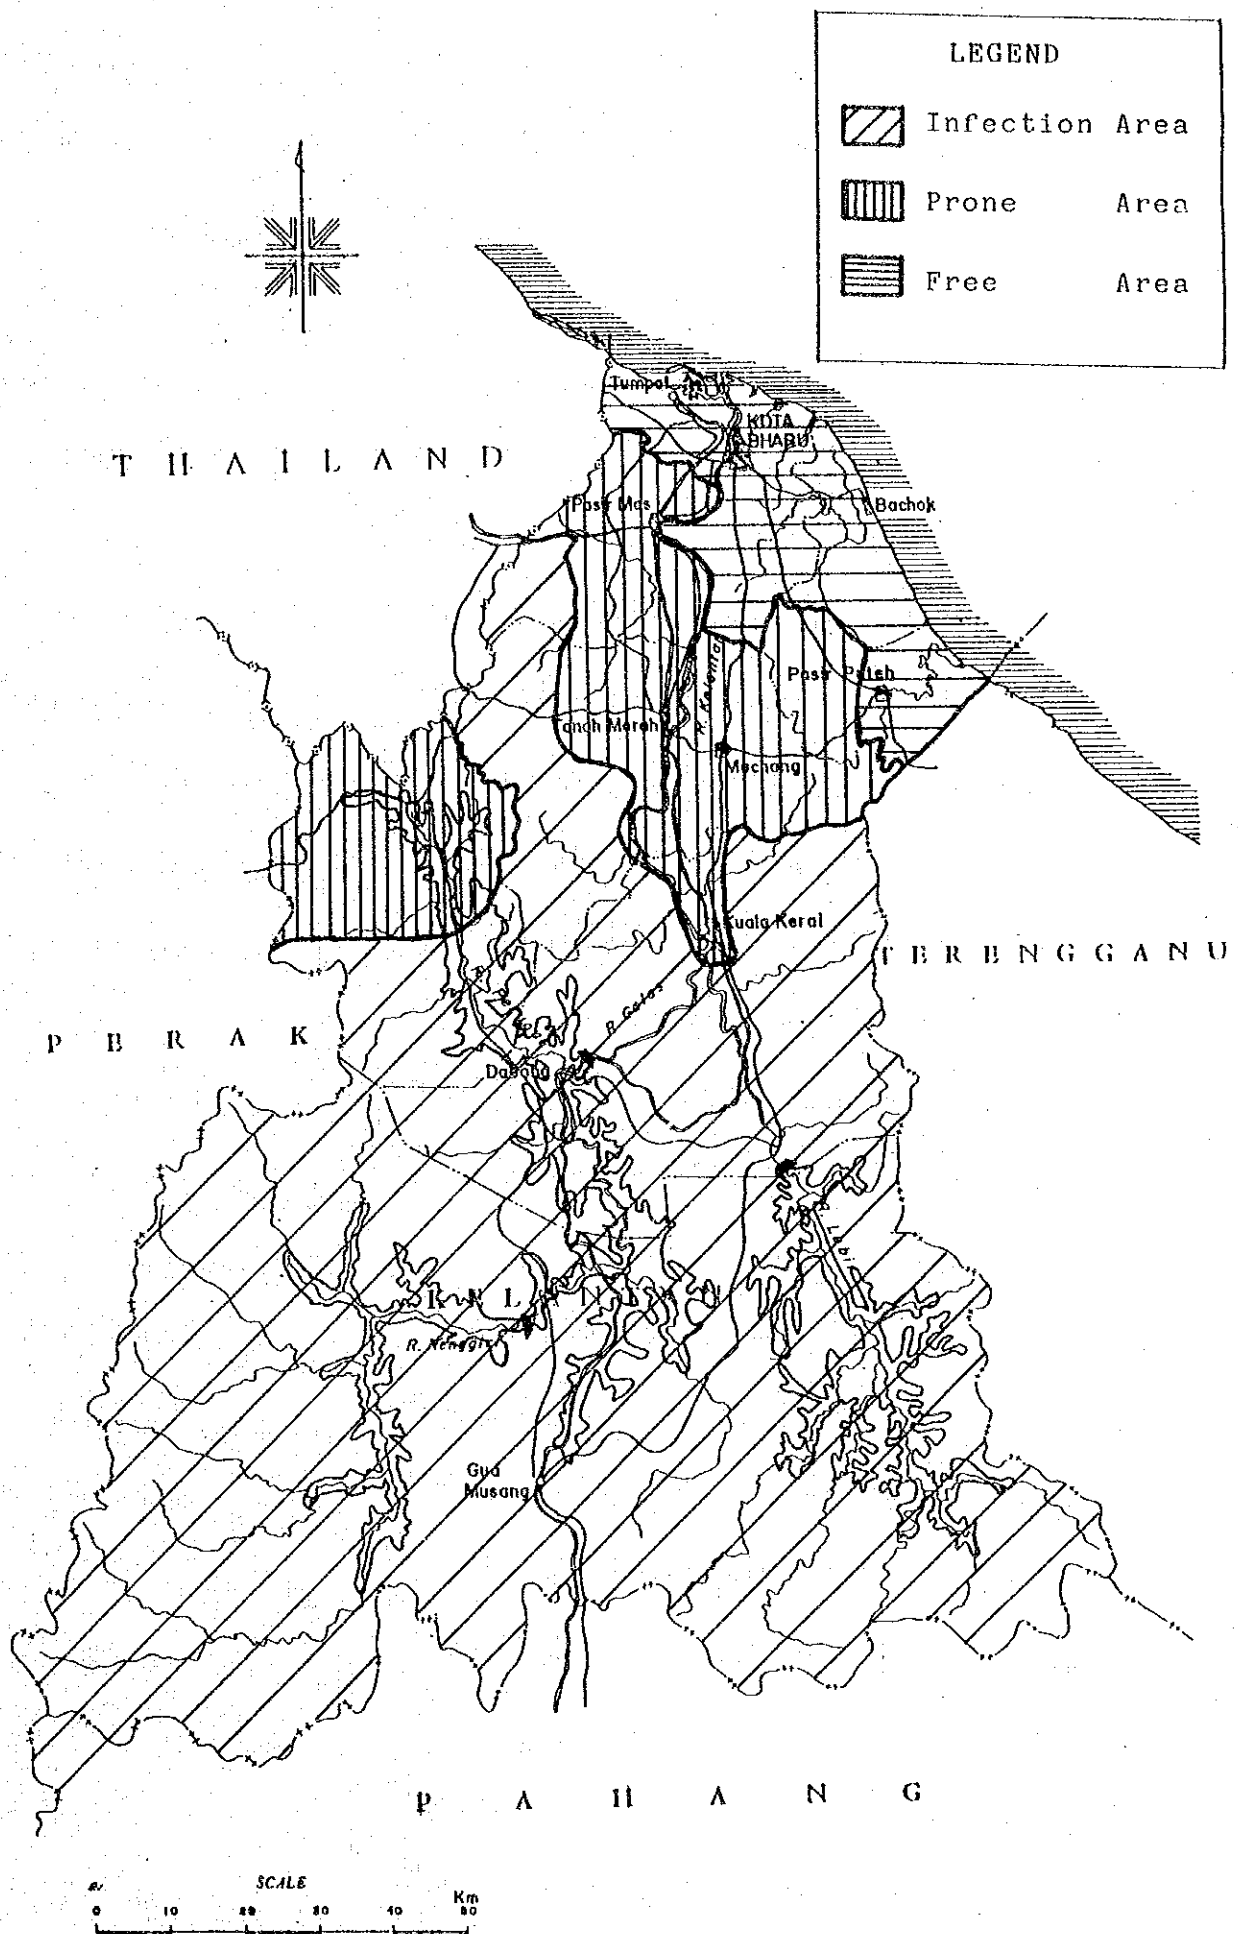 LEGEND
Infection Area
Prone Area
Free Area
Tumpat
KOTA
BHARU
THAILAND
Pasir Mas
Bachok
R. Kelantan
Pasir Puteh
Tanah Merah
Machang
Kuala Kerai
TERENGGANU
R. Galas
PERAK
Dabong
R. Lebir
KELANTAN
R. Nenggiri
Gua
Musang
PAHANG
SCALE
Km
0 10 20 30 40 50